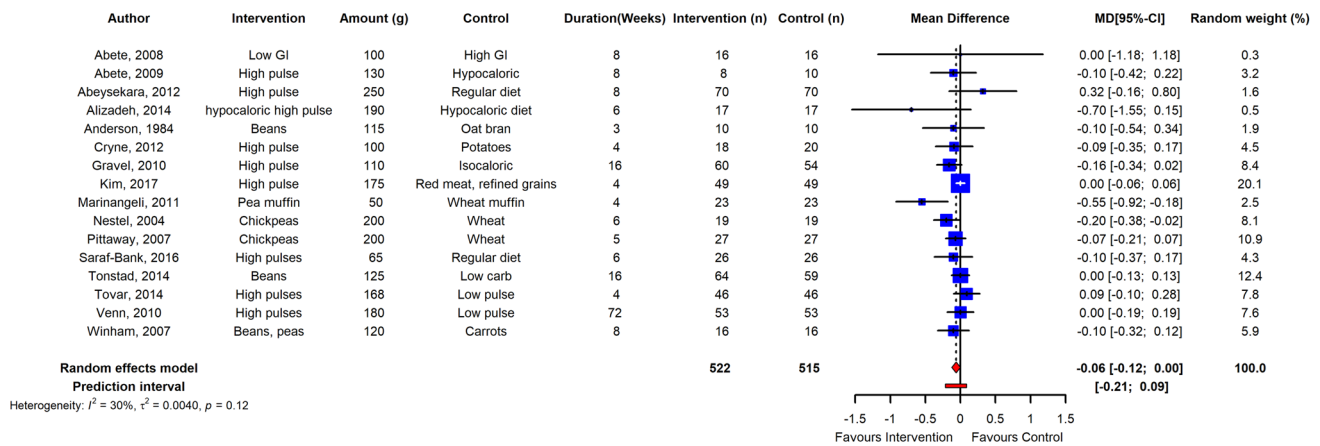 Author Intervention Amount (g) Control Duration(Weeks) Intervention (n) Control (n) Mean Difference MD[95%-CI] Random weight (%)
Abete, 2008 Low GI 100 High GI 8 16 16 0.00 [-1.18; 1.18] 0.3
Abete, 2009 High pulse 130 Hypocaloric 8 8 10 -0.10 [-0.42; 0.22] 3.2
Abeysekara, 2012 High pulse 250 Regular diet 8 70 70 0.32 [-0.16; 0.80] 1.6
Alizadeh, 2014 hypocaloric high pulse 190 Hypocaloric diet 6 17 17 -0.70 [-1.55; 0.15] 0.5
Anderson, 1984 Beans 115 Oat bran 3 10 10 -0.10 [-0.54; 0.34] 1.9
Cryne, 2012 High pulse 100 Potatoes 4 18 20 -0.09 [-0.35; 0.17] 4.5
Gravel, 2010 High pulse 110 Isocaloric 16 60 54 -0.16 [-0.34; 0.02] 8.4
Kim, 2017 High pulse 175 Red meat, refined grains 4 49 49 0.00 [-0.06; 0.06] 20.1
Marinangeli, 2011 Pea muffin 50 Wheat muffin 4 23 23 -0.55 [-0.92; -0.18] 2.5
Nestel, 2004 Chickpeas 200 Wheat 6 19 19 -0.20 [-0.38; -0.02] 8.1
Pittaway, 2007 Chickpeas 200 Wheat 5 27 27 -0.07 [-0.21; 0.07] 10.9
Saraf-Bank, 2016 High pulses 65 Regular diet 6 26 26 -0.10 [-0.37; 0.17] 4.3
Tonstad, 2014 Beans 125 Low carb 16 64 59 0.00 [-0.13; 0.13] 12.4
Tovar, 2014 High pulses 168 Low pulse 4 46 46 0.09 [-0.10; 0.28] 7.8
Venn, 2010 High pulses 180 Low pulse 72 53 53 0.00 [-0.19; 0.19] 7.6
Winham, 2007 Beans, peas 120 Carrots 8 16 16 -0.10 [-0.32; 0.12] 5.9
Random effects model 522 515 -0.06 [-0.12; 0.00] 100.0
Prediction interval [-0.21; 0.09]
Heterogeneity: I² = 30%, τ² = 0.0040, p = 0.12
-1.5 -1 -0.5 0 0.5 1 1.5
Favours Intervention Favours Control